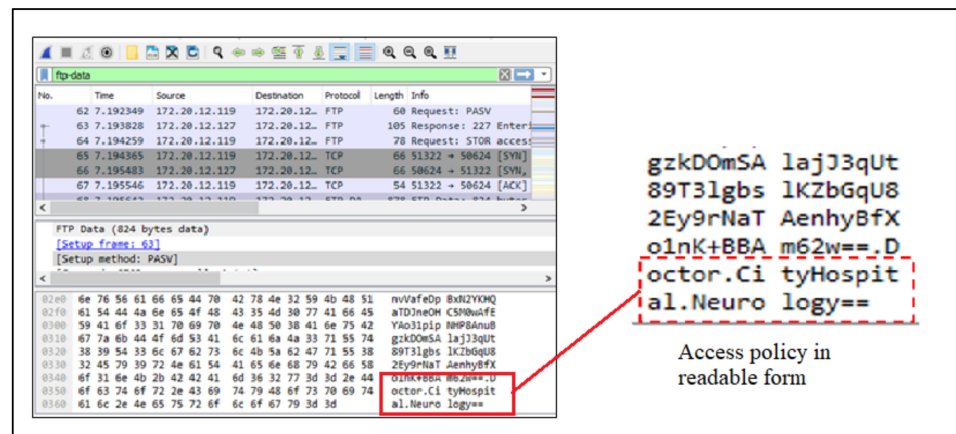 ftp-data
No. Time Source Destination Protocol Length Info
62 7.192349 172.20.12.119 172.20.12… FTP 60 Request: PASV
63 7.193828 172.20.12.127 172.20.12… FTP 105 Response: 227 Enteri
64 7.194259 172.20.12.119 172.20.12… FTP 78 Request: STOR access
65 7.194365 172.20.12.119 172.20.12… TCP 66 51322 → 50624 [SYN]
66 7.195483 172.20.12.127 172.20.12… TCP 66 50624 → 51322 [SYN,
67 7.195546 172.20.12.119 172.20.12… TCP 54 51322 → 50624 [ACK]
FTP Data (824 bytes data)
[Setup frame: 63]
[Setup method: PASV]
02e0 6e 76 56 61 66 65 44 70 42 78 4e 32 59 4b 48 51 nvVafeDp BxN2YKHQ
02f0 61 54 44 4a 6e 65 4f 48 43 35 4d 30 77 41 66 45 aTDJneOH C5M0wAfE
0300 59 41 6f 33 31 70 69 70 4e 48 50 38 41 6e 75 42 YAo31pip NHP8AnuB
0310 67 7a 6b 44 4f 6d 53 41 6c 61 6a 4a 33 71 55 74 gzkDOmSA lajJ3qUt
0320 38 39 54 33 6c 67 62 73 6c 4b 5a 62 47 71 55 38 89T3lgbs lKZbGqU8
0330 32 45 79 39 72 4e 61 54 41 65 6e 68 79 42 66 58 2Ey9rNaT AenhyBfX
0340 6f 31 6e 4b 2b 42 42 41 6d 36 32 77 3d 3d 2e 44 o1nK+BBA m62w==.D
0350 6f 63 74 6f 72 2e 43 69 74 79 48 6f 73 70 69 74 octor.Ci tyHospit
0360 61 6c 2e 4e 65 75 72 6f 6c 6f 67 79 3d 3d al.Neuro logy==
gzkDOmSA lajJ3qUt
89T3lgbs lKZbGqU8
2Ey9rNaT AenhyBfX
o1nK+BBA m62w==.D
octor.Ci tyHospit
al.Neuro logy==
Access policy in
readable form